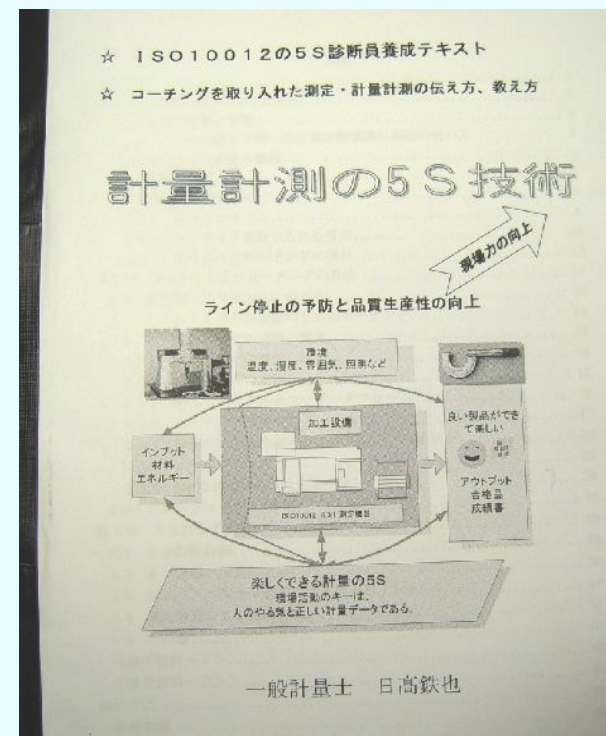 ☆ ISO10012の5S診断員養成テキスト
☆ コーチングを取り入れた測定・計量計測の伝え方、教え方
計量計測の5S技術
現場力の向上
ライン停止の予防と品質生産性の向上
環境
温度、湿度、雰囲気、照測など
加工設備
インプット
材料
エネルギー
良い製品ができ
て楽しい
アウトプット
合格品
成績書
ISO10012 6.3.1 測定機器
楽しくできる計量の5S
現場活動のキーは、
人のやる気と正しい計量データである。
一般計量士 日高鉄也